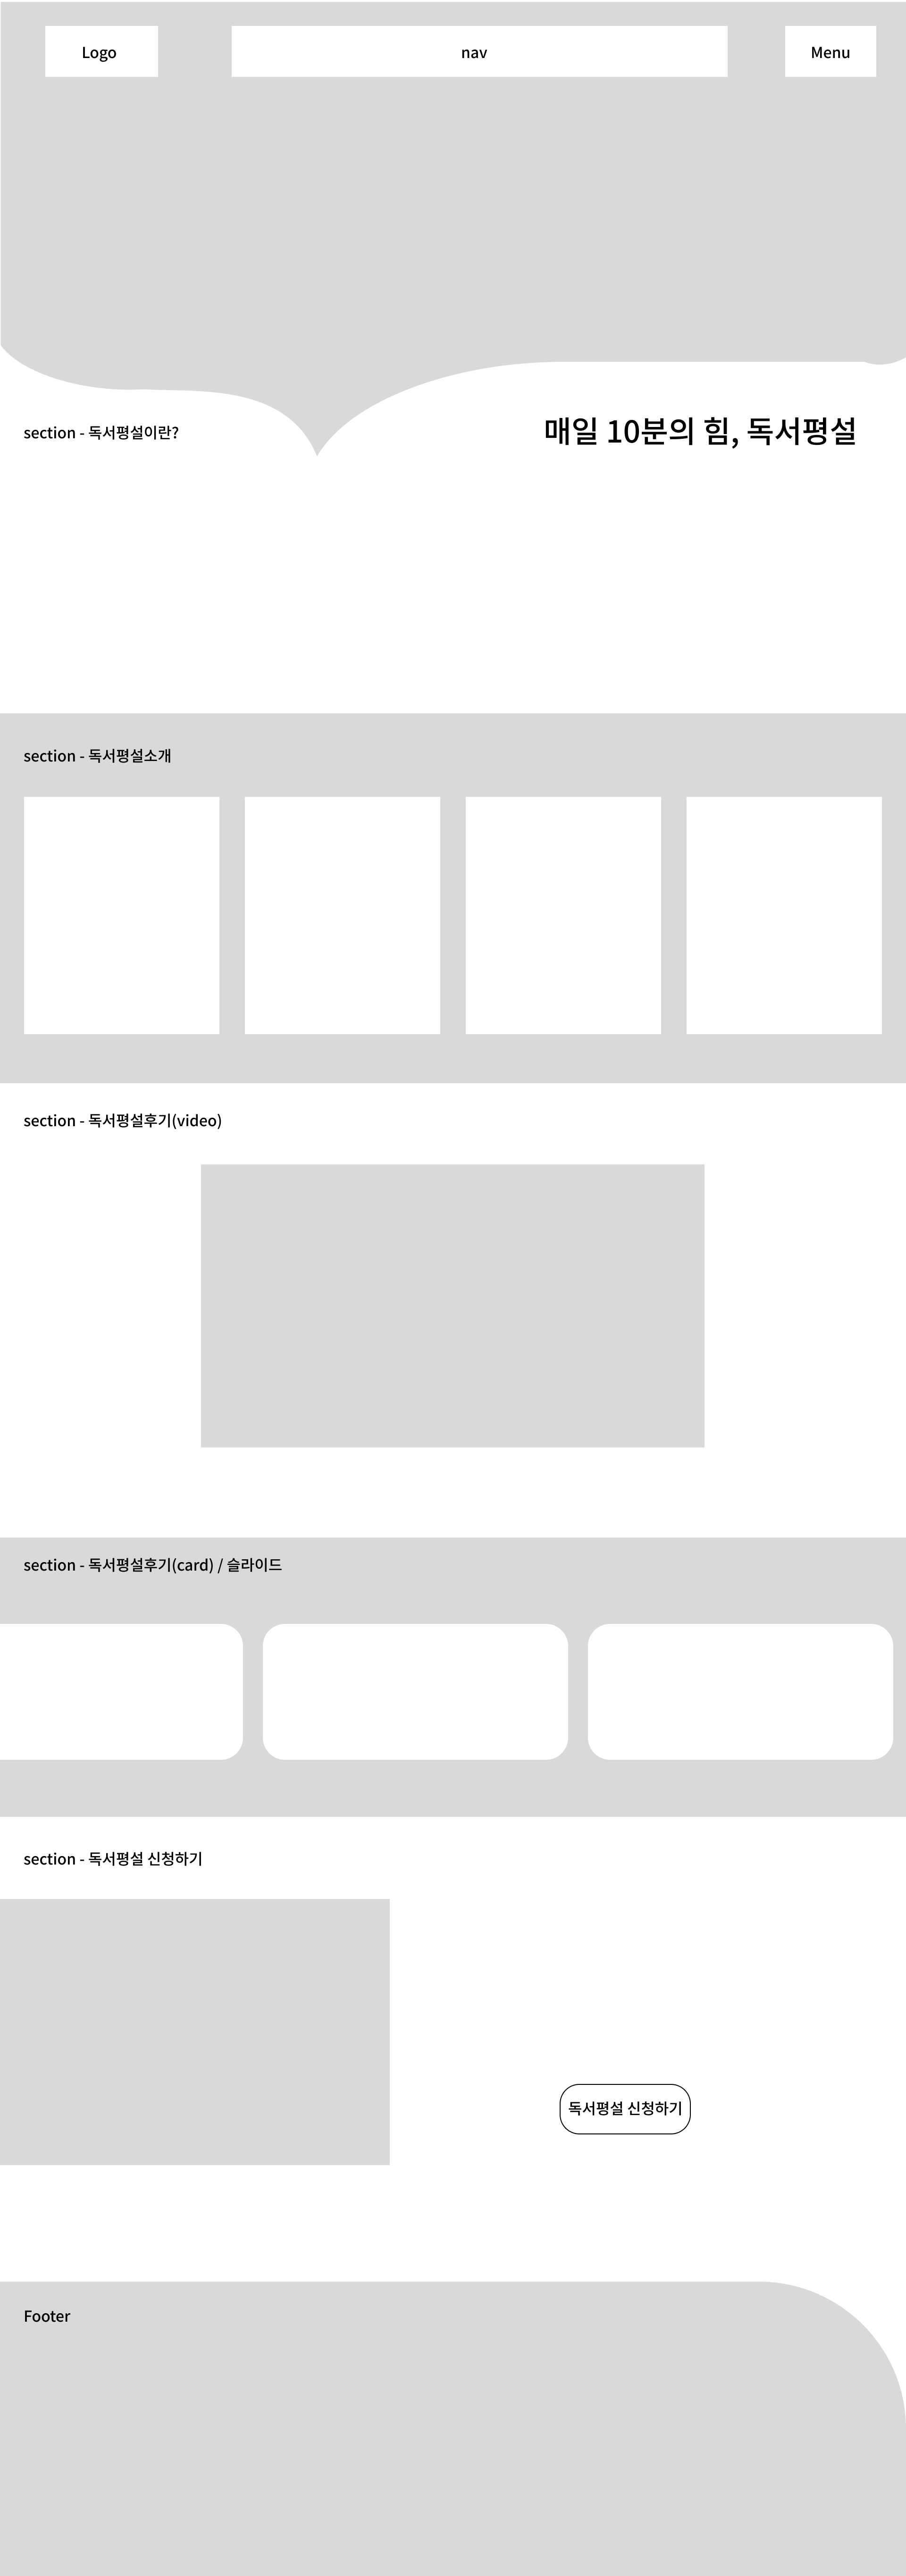 Logo
nav
Menu
section - 독서평설이란?
매일 10분의 힘, 독서평설
section - 독서평설소개
section - 독서평설후기(video)
section - 독서평설후기(card) / 슬라이드
section - 독서평설 신청하기
독서평설 신청하기
Footer